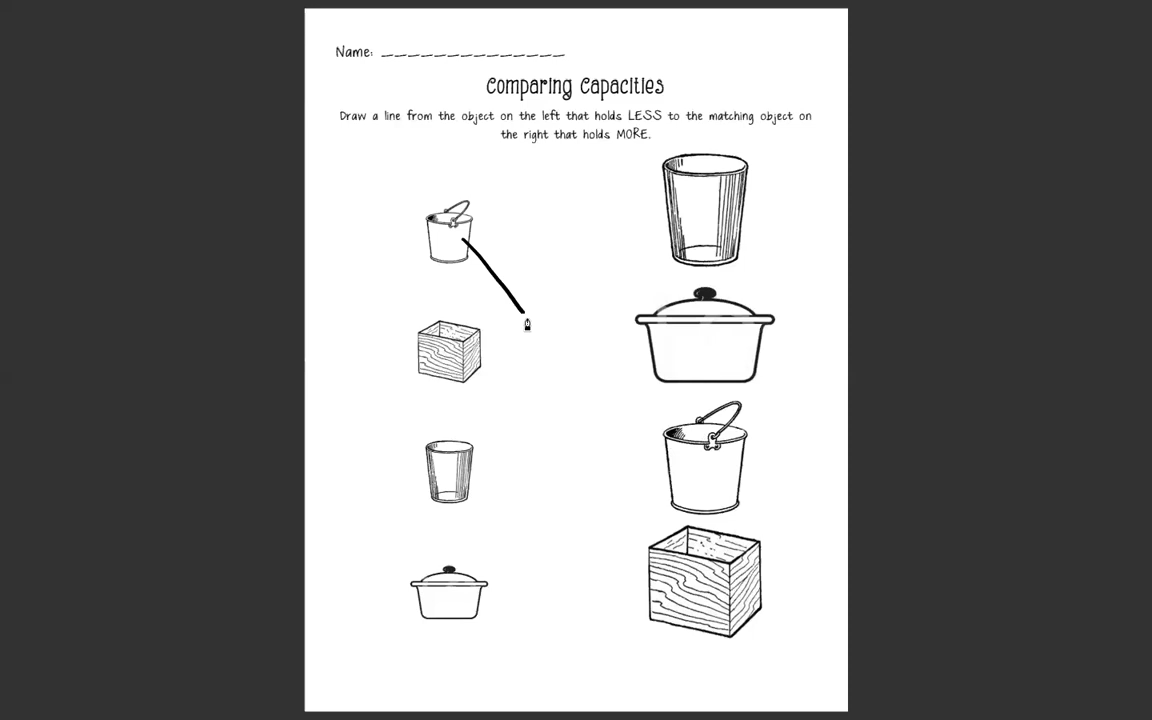 Name: _______________
Comparing Capacities
Draw a line from the object on the left that holds LESS to the matching object on
the right that holds MORE.